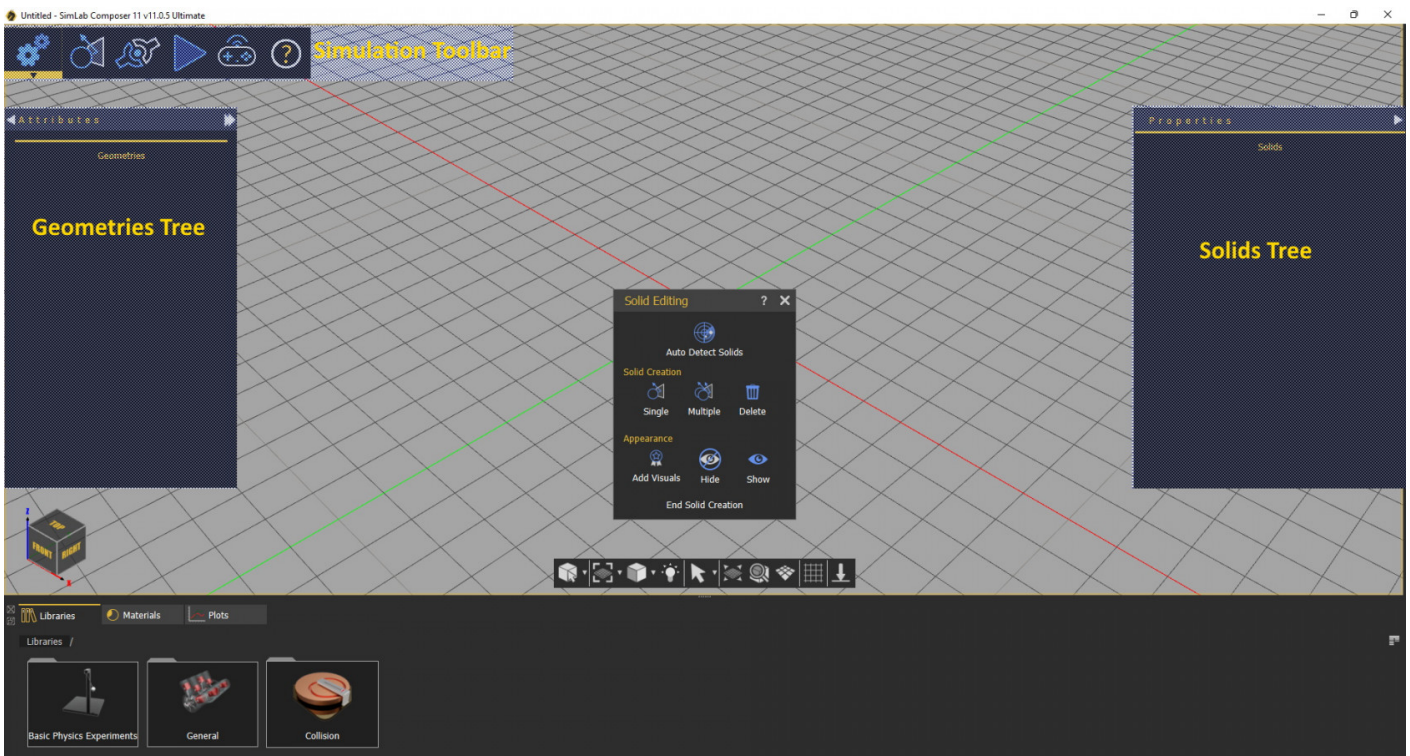 Untitled - SimLab Composer 11 v11.0.5 Ultimate
?
Simulation Toolbar
Attributes
Geometries
Geometries Tree
Properties
Solids
Solids Tree
Solid Editing ?
Auto Detect Solids
Solid Creation
Single Multiple Delete
Appearance
Add Visuals Hide Show
End Solid Creation
Z
TOP
FRONT RIGHT
Libraries Materials Plots
Libraries /
Basic Physics Experiments General Collision